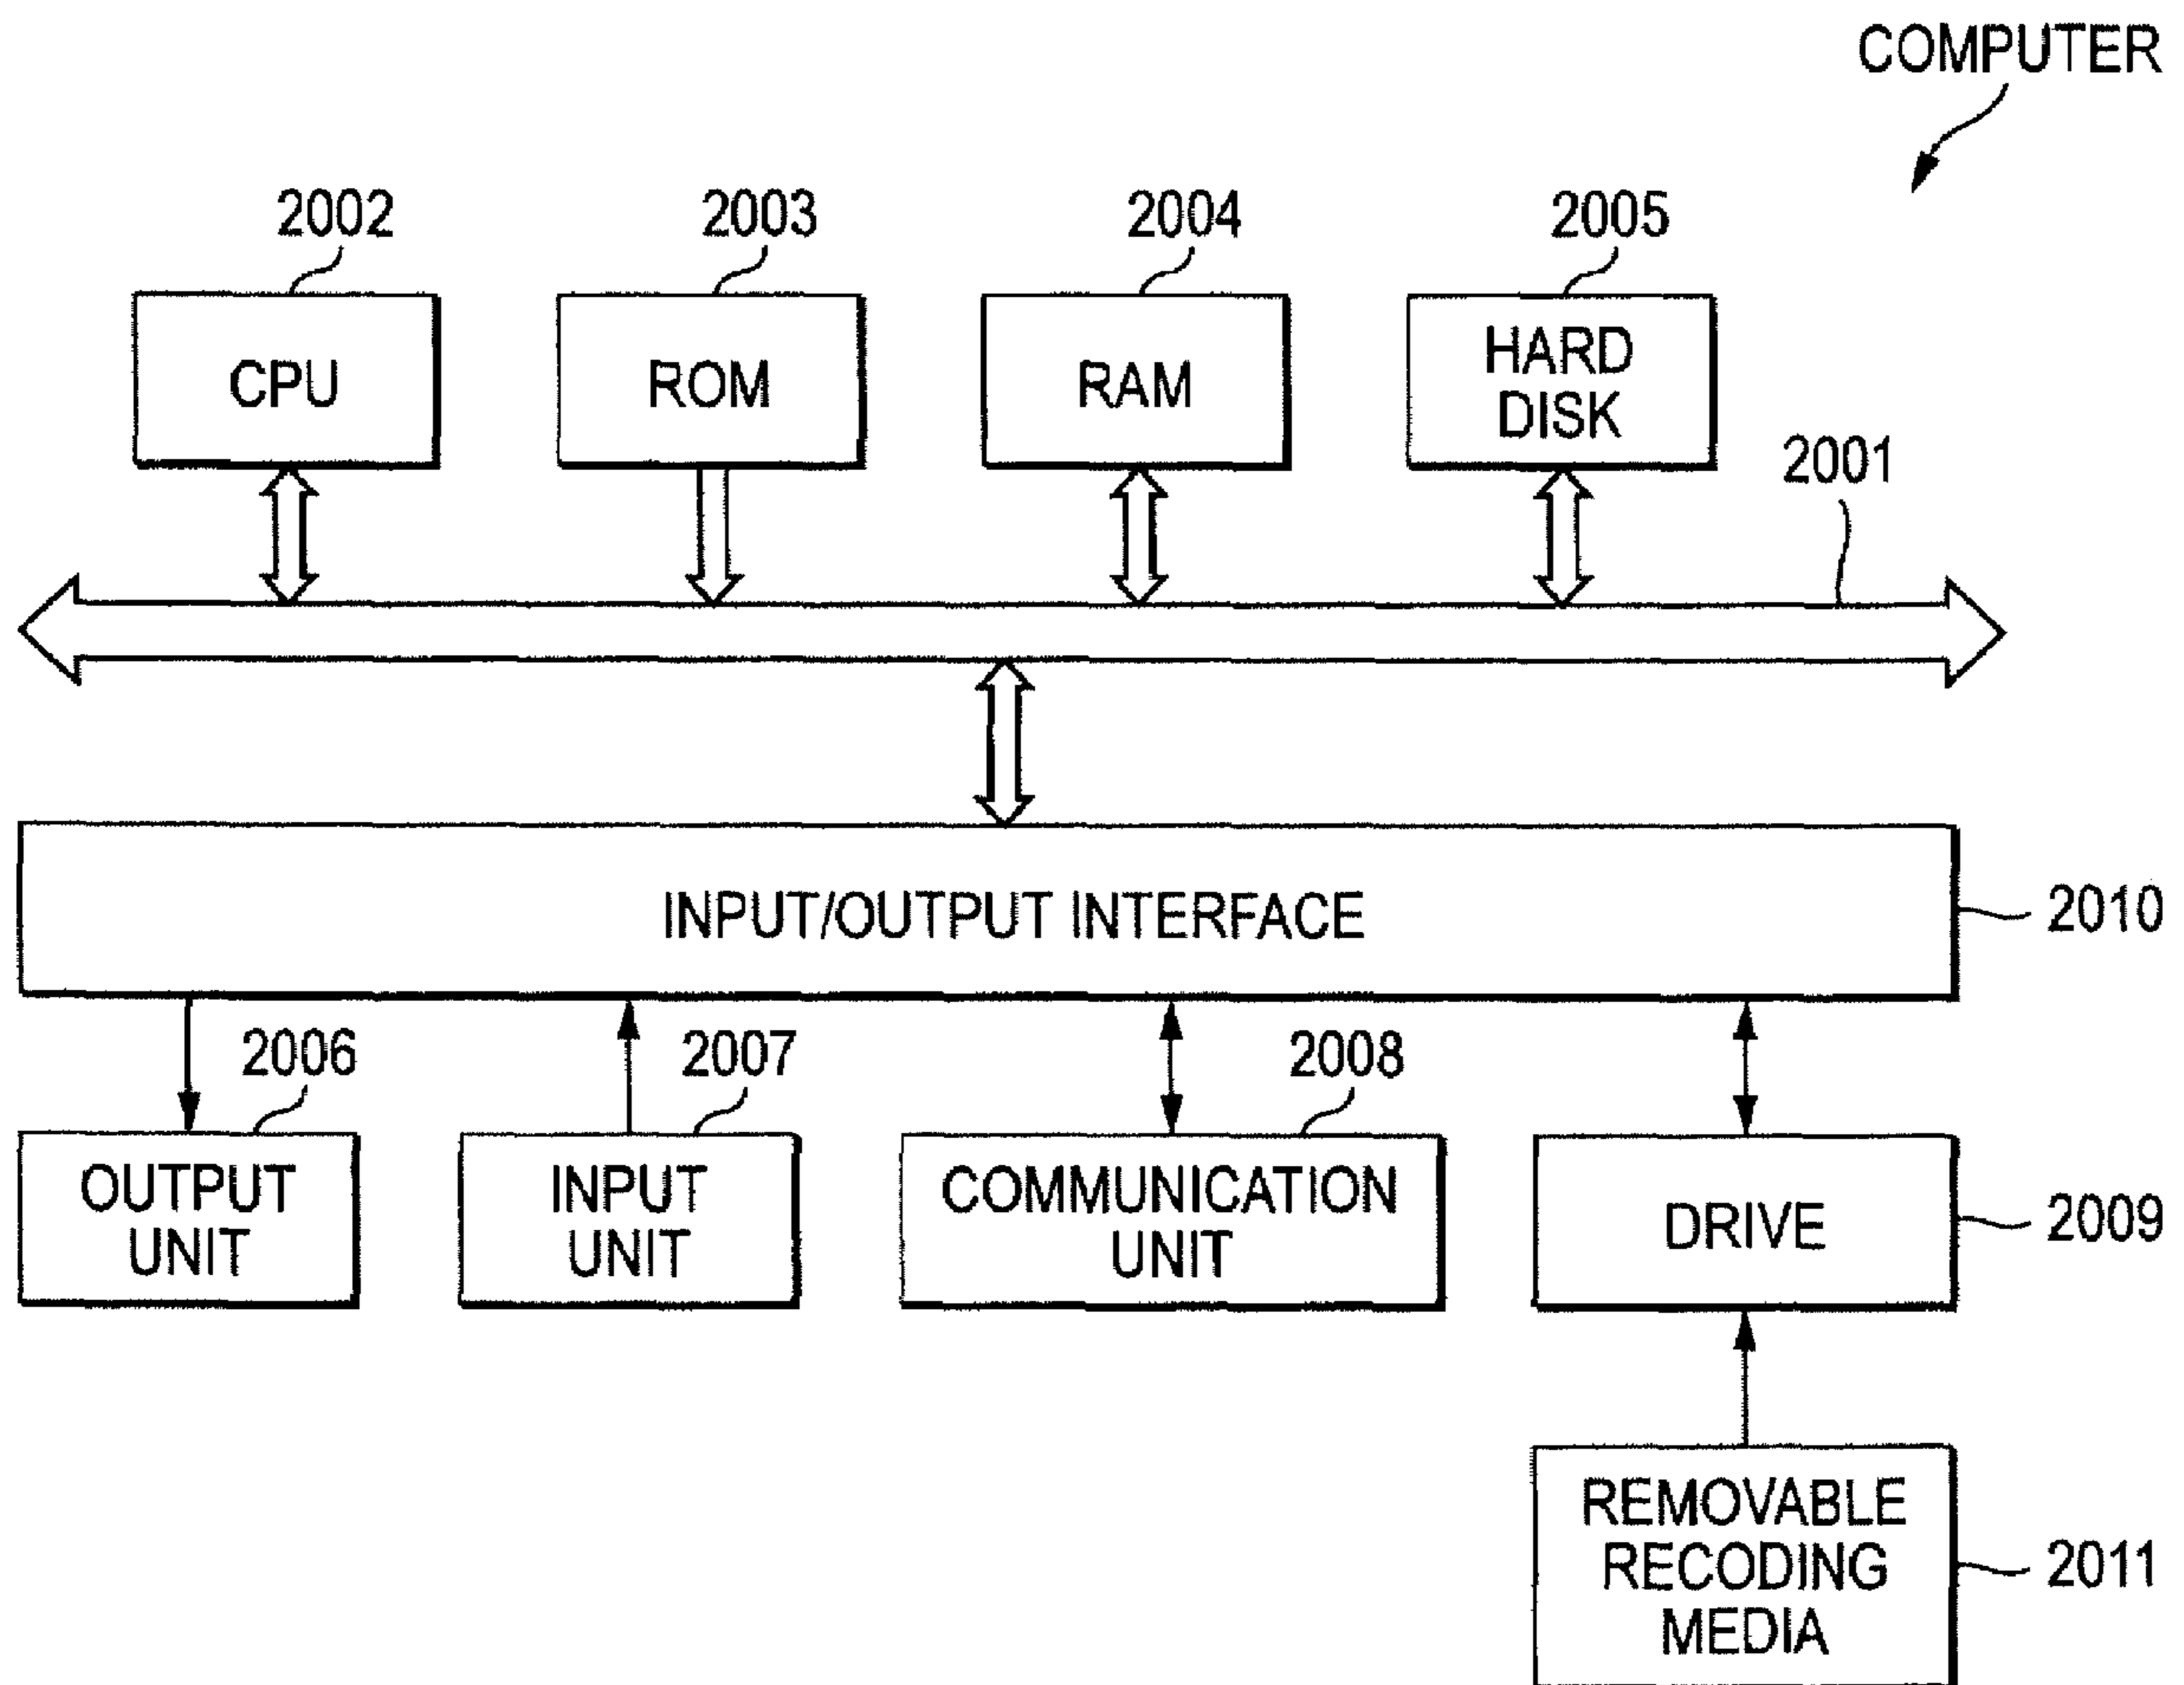 COMPUTER
2002
2003
2004
2005
CPU
ROM
RAM
HARD
DISK
2001
INPUT/OUTPUT INTERFACE
2010
2006
2007
2008
OUTPUT
UNIT
INPUT
UNIT
COMMUNICATION
UNIT
DRIVE
2009
REMOVABLE
RECODING
MEDIA
2011